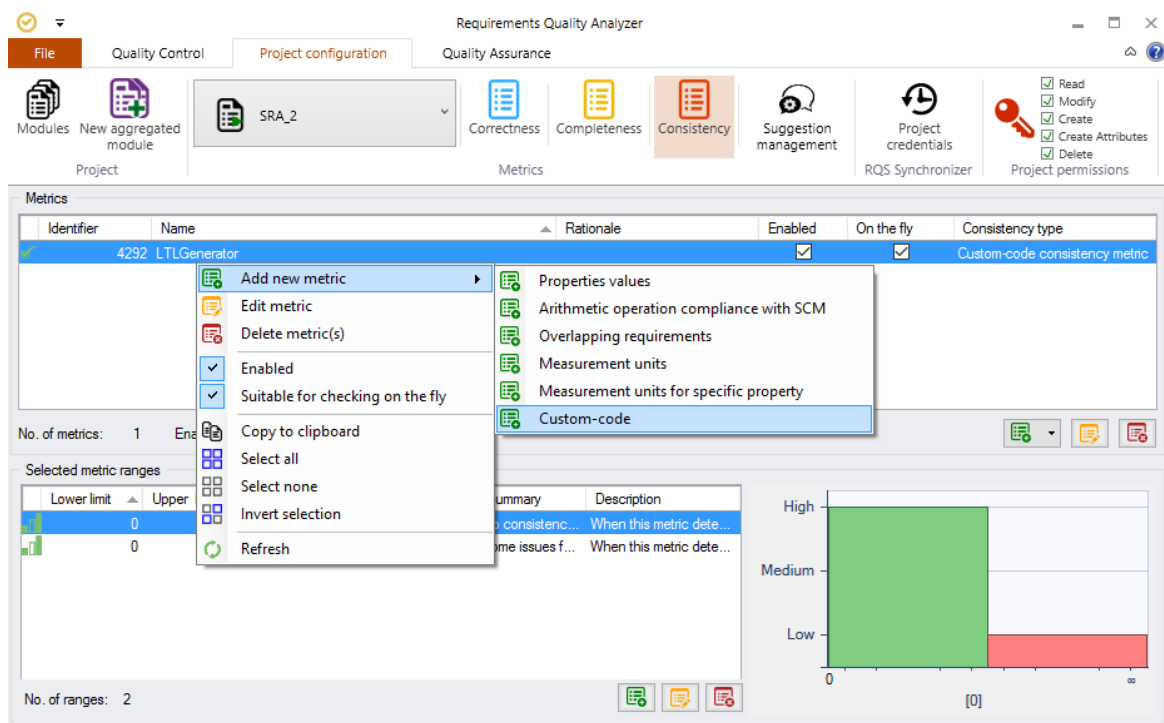 Requirements Quality Analyzer
File Quality Control Project configuration Quality Assurance
Modules New aggregated module
SRA_2
Correctness Completeness Consistency
Suggestion management
Project credentials
Read
Modify
Create
Create Attributes
Delete
Project Metrics RQS Synchronizer Project permissions
Metrics
Identifier Name Rationale Enabled On the fly Consistency type
4292 LTLGenerator Custom-code consistency metric
Add new metric
Edit metric
Delete metric(s)
Enabled
Suitable for checking on the fly
Copy to clipboard
Select all
Select none
Invert selection
Refresh
Properties values
Arithmetic operation compliance with SCM
Overlapping requirements
Measurement units
Measurement units for specific property
Custom-code
No. of metrics: 1
Selected metric ranges
Lower limit Upper Description
0 When this metric dete...
0 When this metric dete...
No. of ranges: 2
High
Medium
Low
0 ∞
[0]